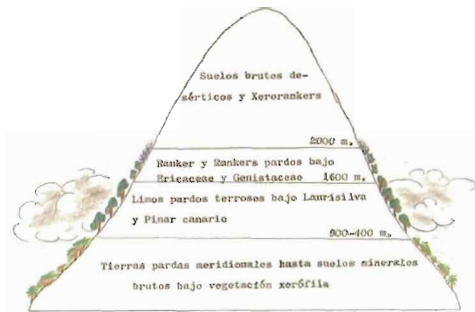 Suelos brutos de-
sérticos y Xerorankers
2000 m.
Ranker y Rankers pardos bajo
Ericaceae y Genistaceae 1600 m.
Limos pardos terrosos bajo Laurisilva
y Pinar canario
800-400 m.
Tierras pardas meridionales hasta suelos minerales
brutos bajo vegetación xerófila